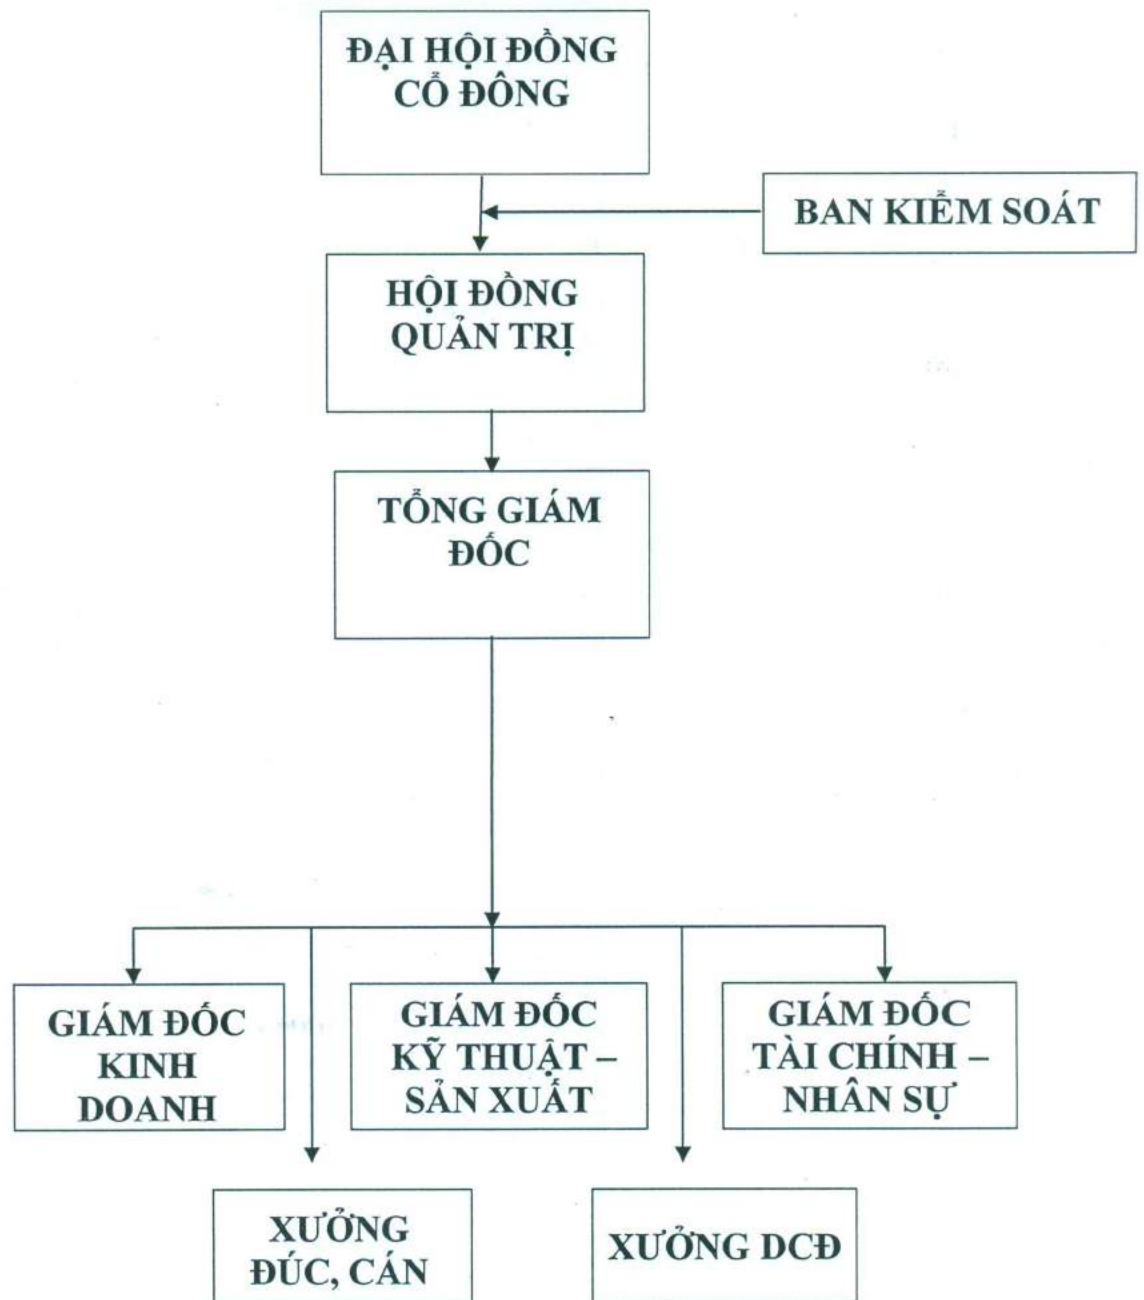 ĐẠI HỘI ĐỒNG
CỔ ĐÔNG
BAN KIỂM SOÁT
HỘI ĐỒNG
QUẢN TRỊ
TỔNG GIÁM
ĐỐC
GIÁM ĐỐC
KINH
DOANH
GIÁM ĐỐC
KỸ THUẬT –
SẢN XUẤT
GIÁM ĐỐC
TÀI CHÍNH –
NHÂN SỰ
XƯỞNG
ĐÚC, CÁN
XƯỞNG DCĐ